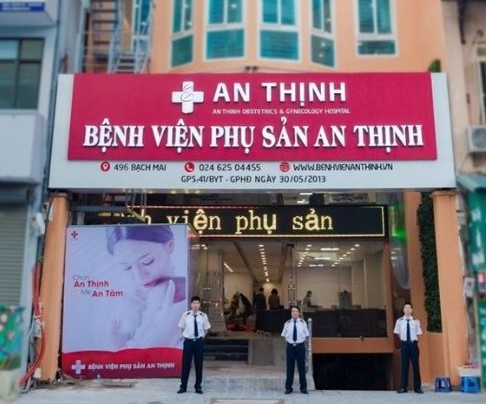 AN THỊNH
AN THINH OBSTETRICS & GYNECOLOGY HOSPITAL
BỆNH VIỆN PHỤ SẢN AN THỊNH
496 BẠCH MAI
024 625 04455
WWW.BENHVIENANTHINH.VN
GPS:41/BYT - GPHĐ NGÀY 30/05/2013
viện phụ sản
Chọn
An Thịnh
Mẹ An Tâm
BỆNH VIỆN PHỤ SẢN AN THỊNH